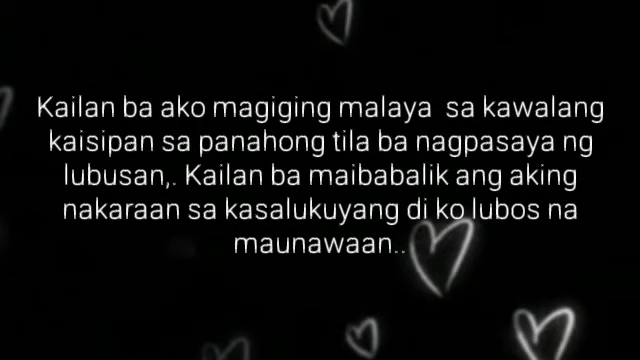 Kailan ba ako magiging malaya  sa kawalang
kaisipan sa panahong tila ba nagpasaya ng
lubusan,. Kailan ba maibabalik ang aking
nakaraan sa kasalukuyang di ko lubos na
maunawaan..